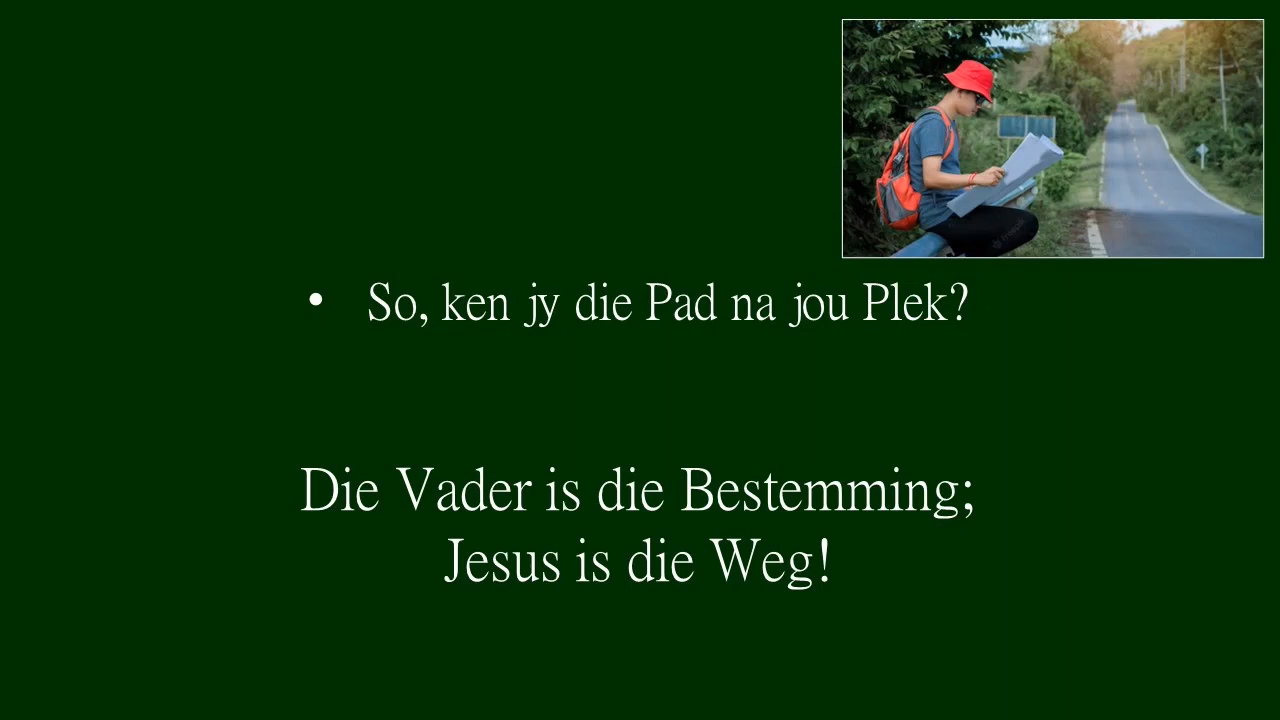 • So, ken jy die Pad na jou Plek?
Die Vader is die Bestemming;
Jesus is die Weg!